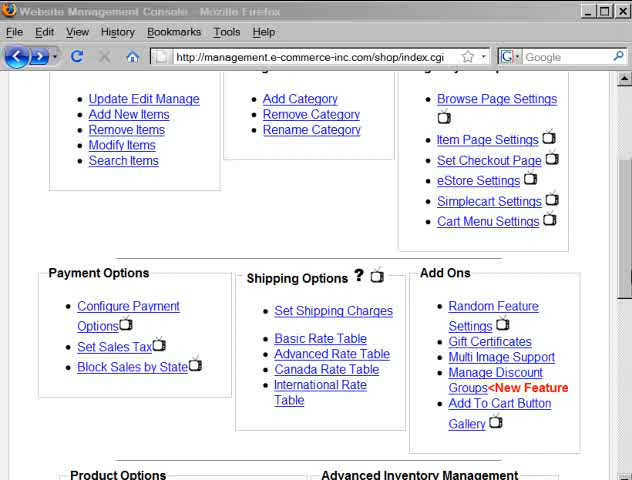 Website Management Console - Mozilla Firefox
File Edit View History Bookmarks Tools Help
http://management.e-commerce-inc.com/shop/index.cgi
G Google
Update Edit Manage
Add New Items
Remove Items
Modify Items
Search Items
Add Category
Remove Category
Rename Category
Browse Page Settings
Item Page Settings
Set Checkout Page
eStore Settings
Simplecart Settings
Cart Menu Settings
Payment Options
Configure Payment
Options
Set Sales Tax
Block Sales by State
Shipping Options ?
Set Shipping Charges
Basic Rate Table
Advanced Rate Table
Canada Rate Table
International Rate
Table
Add Ons
Random Feature
Settings
Gift Certificates
Multi Image Support
Manage Discount
Groups<New Feature
Add To Cart Button
Gallery
Product Options
Advanced Inventory Management